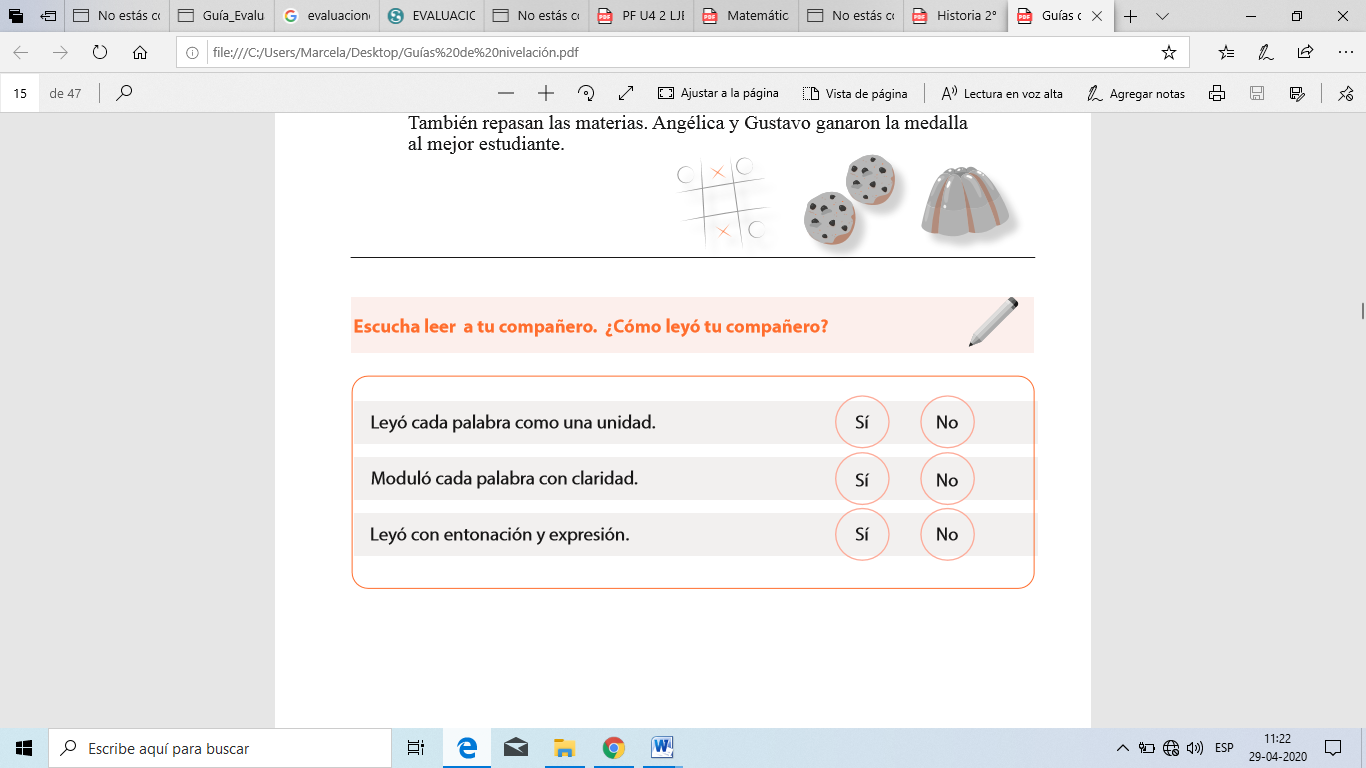 No estás co
Guía_Evalu
evaluacione
EVALUACIC
No estás co
PF U4 2 LJE
Matemátic
No estás co
Historia 2°
Guías d
file:///C:/Users/Marcela/Desktop/Guías%20de%20nivelación.pdf
15 de 47
Ajustar a la página
Vista de página
Lectura en voz alta
Agregar notas
También repasan las materias. Angélica y Gustavo ganaron la medalla
al mejor estudiante.
Escucha leer a tu compañero. ¿Cómo leyó tu compañero?
Leyó cada palabra como una unidad. Sí No
Moduló cada palabra con claridad. Sí No
Leyó con entonación y expresión. Sí No
Escribe aquí para buscar
ESP
11:22
29-04-2020